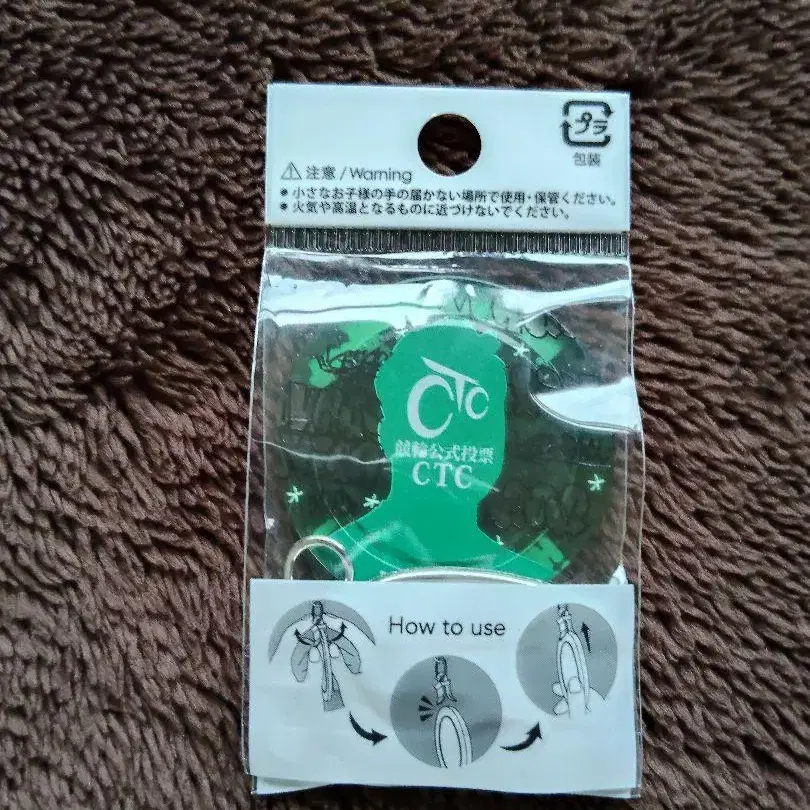 プラ
包装
⚠ 注意 / Warning
● 小さなお子様の手の届かない場所で使用・保管ください。
● 火気や高温となるものに近づけないでください。
CTC
競輪公式投票
CTC
How to use